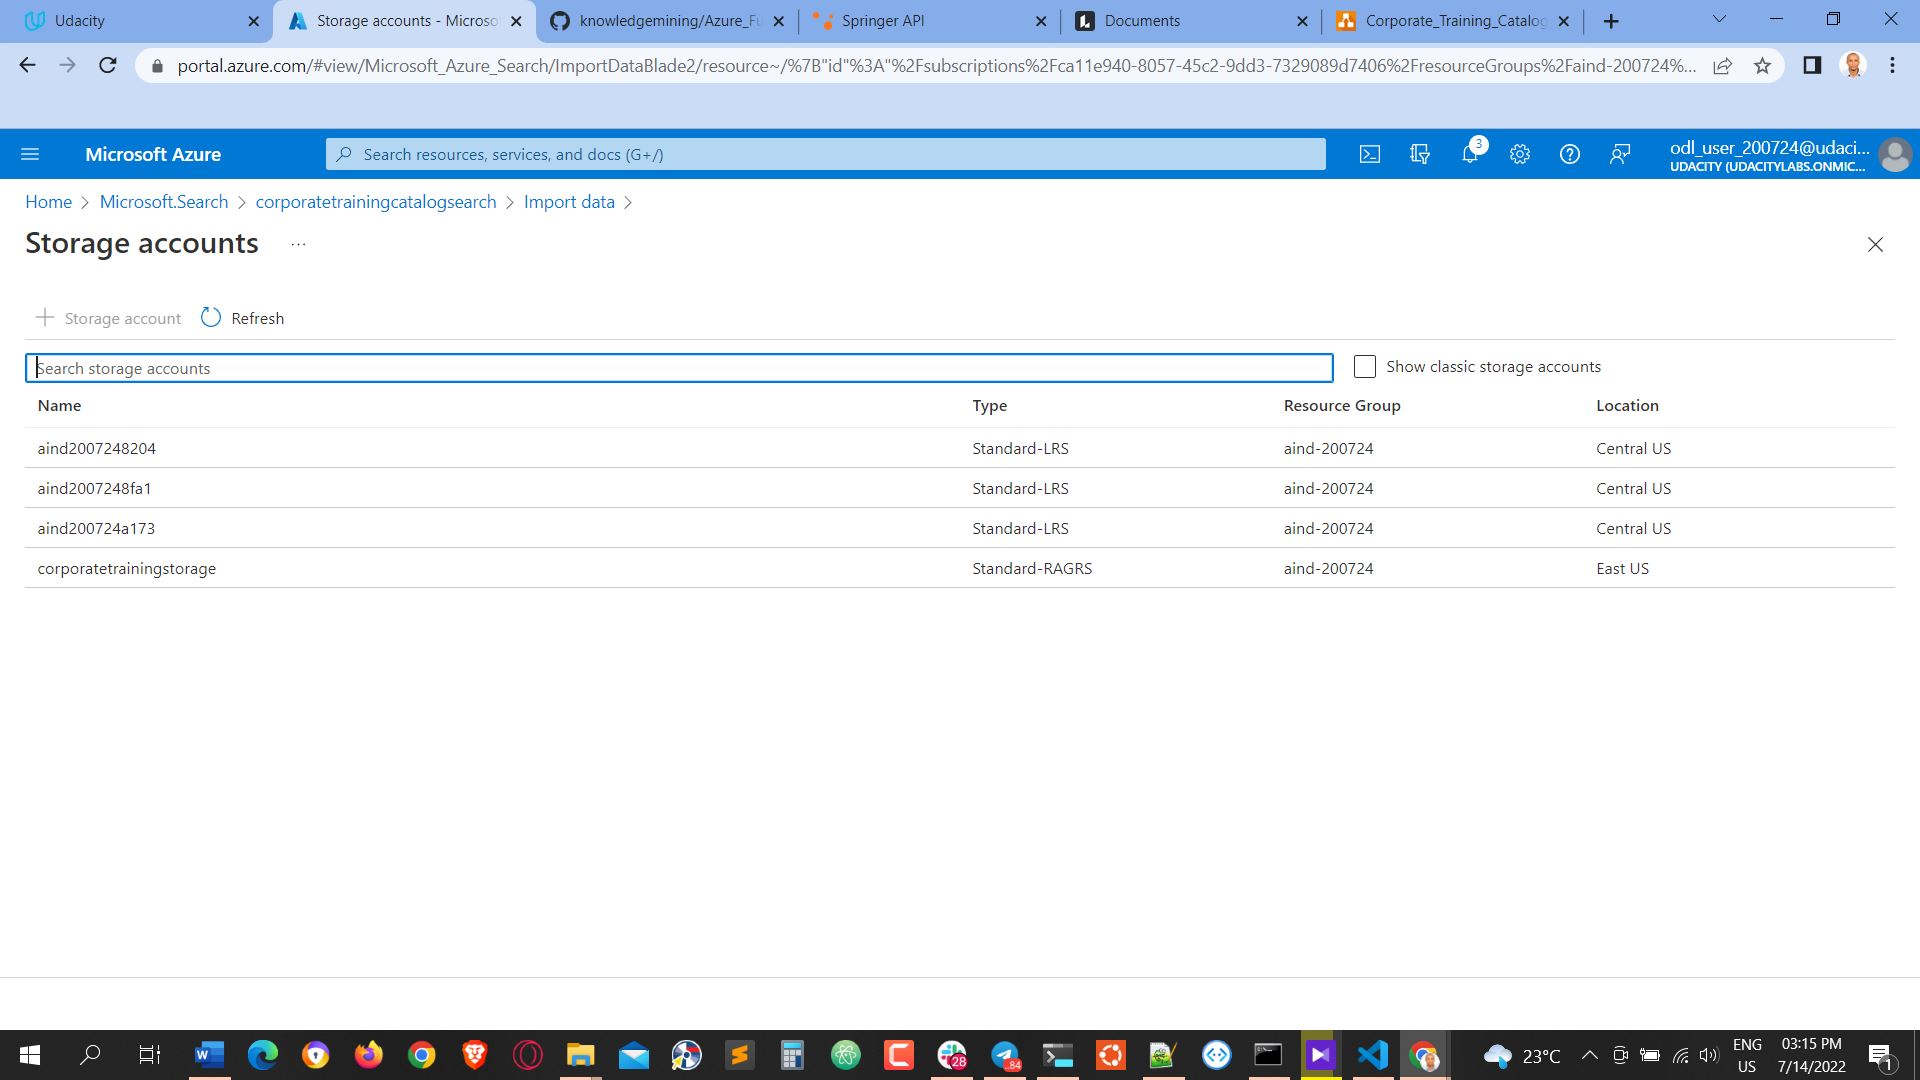 Udacity
Storage accounts - Microso
knowledgemining/Azure_Fu
Springer API
Documents
Corporate_Training_Catalog
portal.azure.com/#view/Microsoft_Azure_Search/ImportDataBlade2/resource~/%7B"id"%3A"%2Fsubscriptions%2Fca11e940-8057-45c2-9dd3-7329089d7406%2FresourceGroups%2Faind-200724%...
Microsoft Azure
Search resources, services, and docs (G+/)
3
odl_user_200724@udaci...
UDACITY (UDACITYLABS.ONMIC...
Home > Microsoft.Search > corporatetrainingcatalogsearch > Import data >
Storage accounts ...
+ Storage account
Refresh
Search storage accounts
Show classic storage accounts
Name Type Resource Group Location
aind2007248204 Standard-LRS aind-200724 Central US
aind2007248fa1 Standard-LRS aind-200724 Central US
aind200724a173 Standard-LRS aind-200724 Central US
corporatetrainingstorage Standard-RAGRS aind-200724 East US
28
84
23°C
ENG
US
03:15 PM
7/14/2022
1